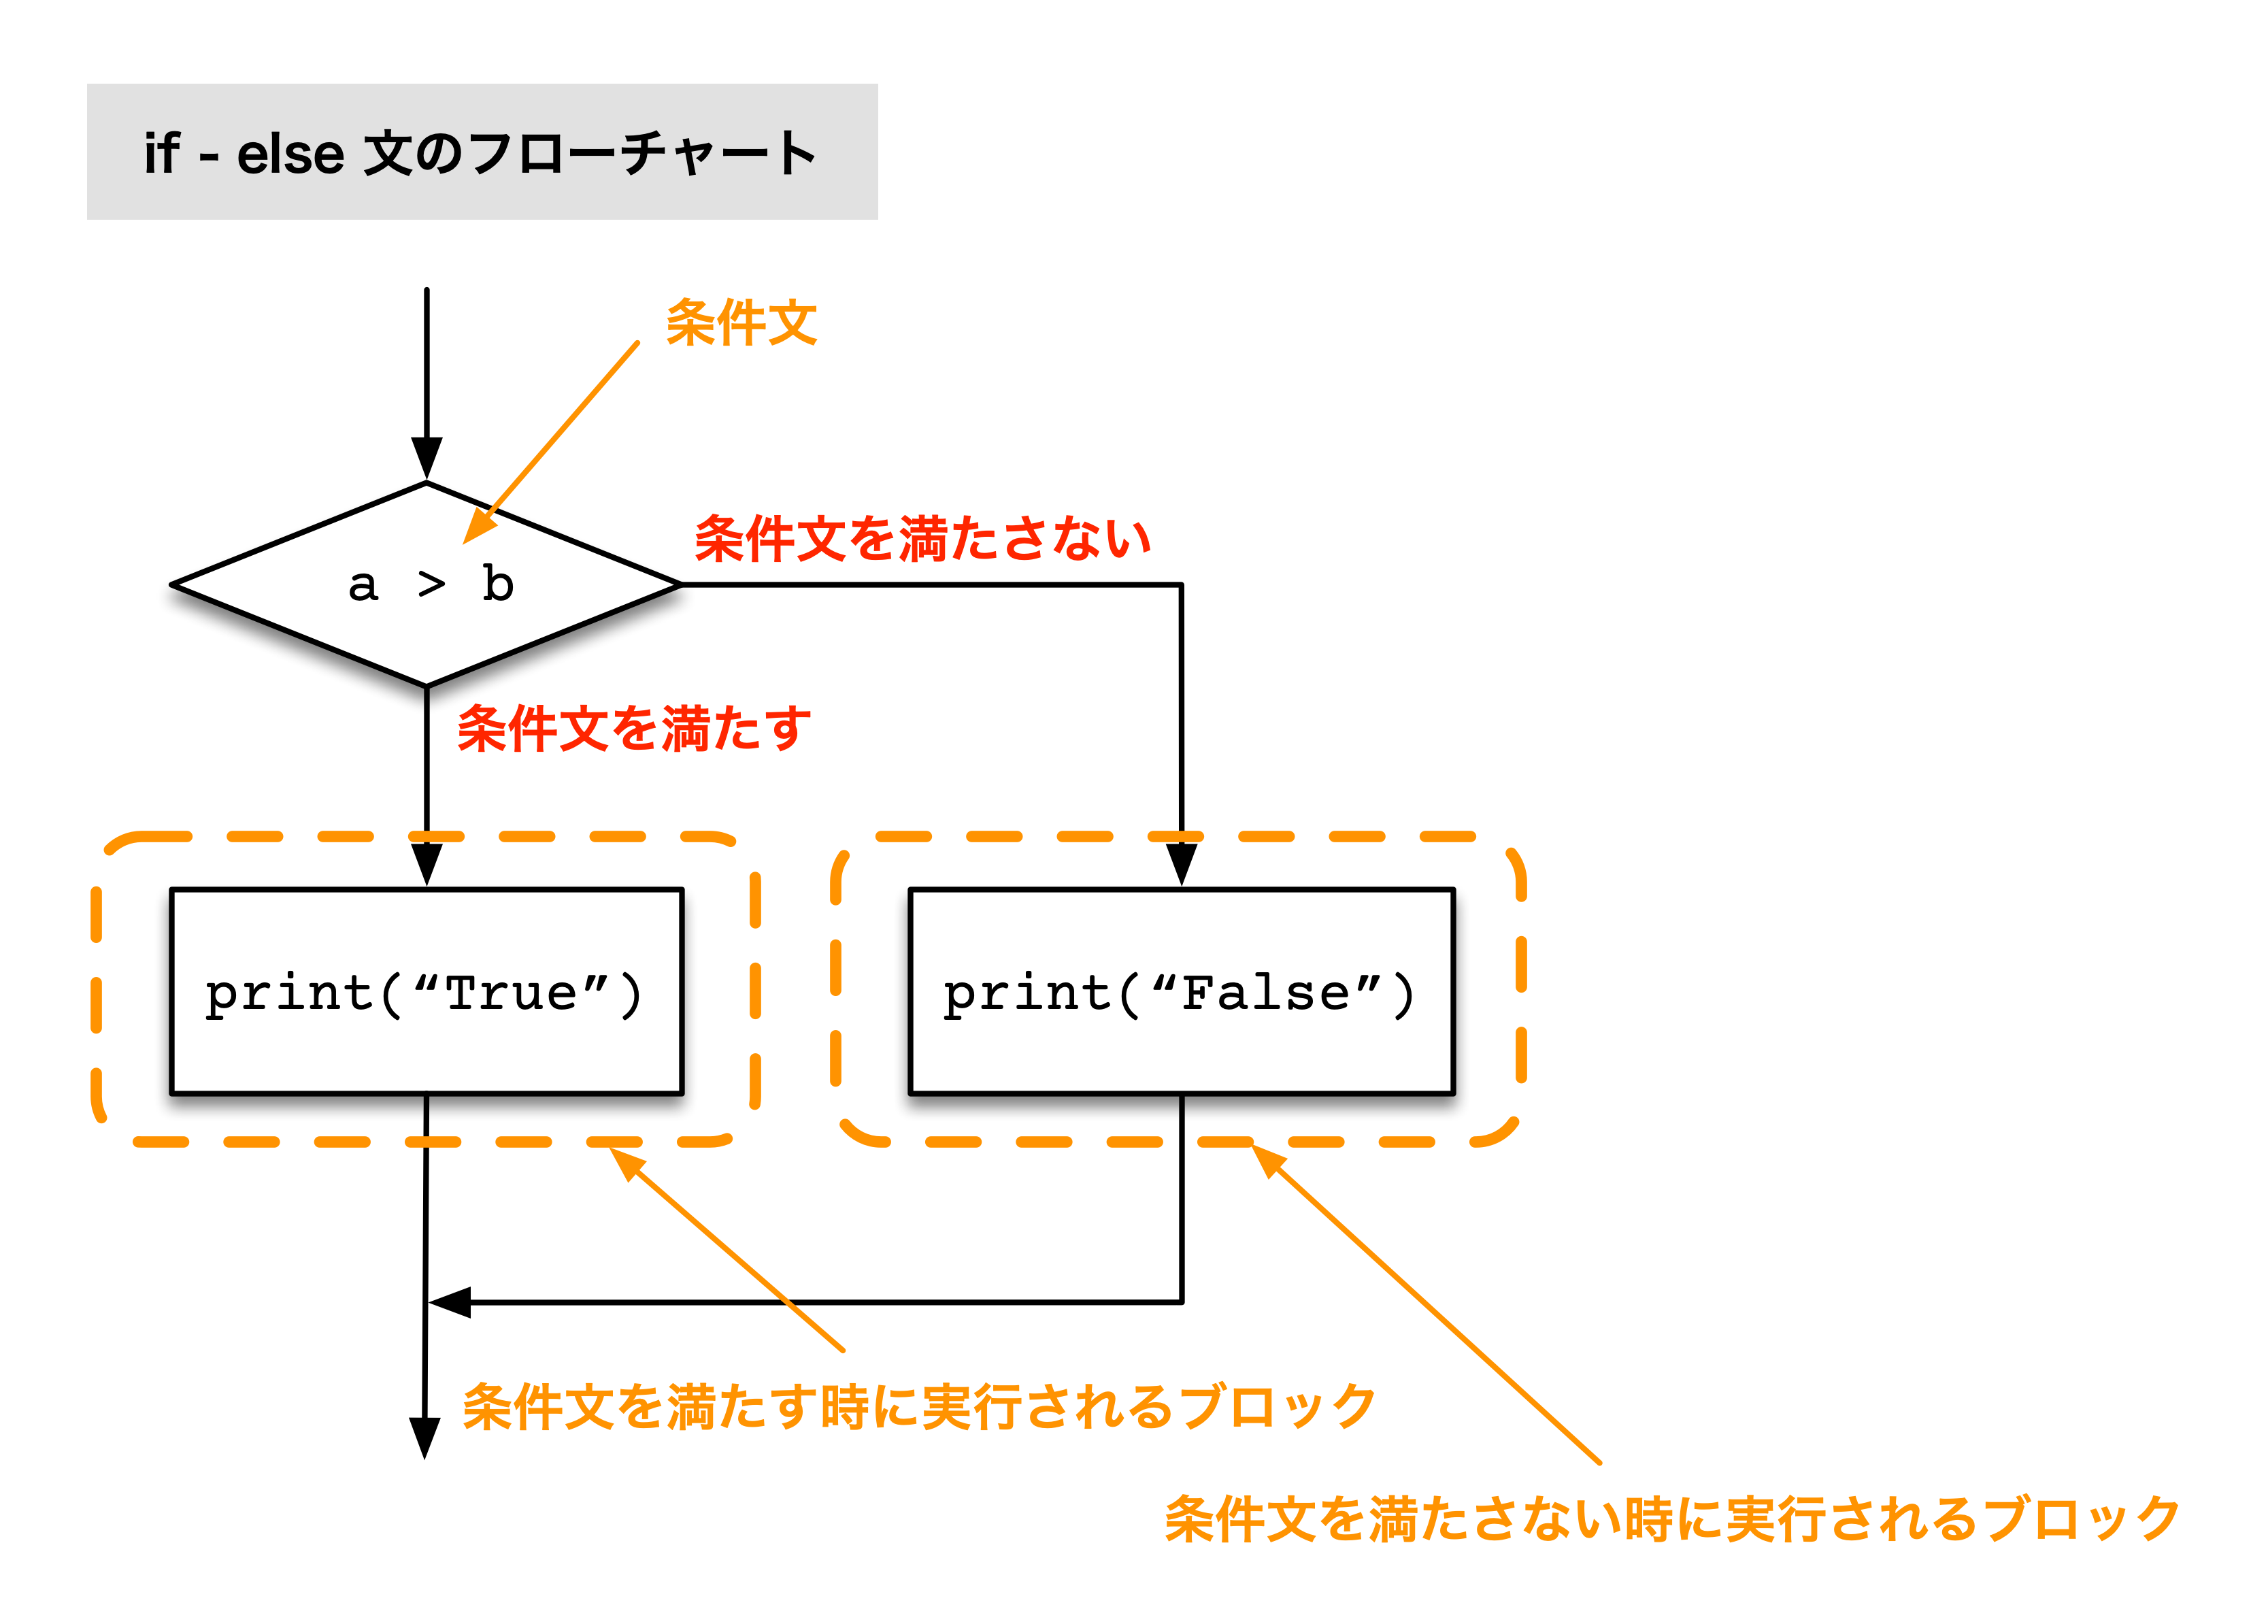 if - else 文のフローチャート
条件文
条件文を満たさない
a > b
条件文を満たす
print(“True”)
print(“False”)
条件文を満たす時に実行されるブロック
条件文を満たさない時に実行されるブロック